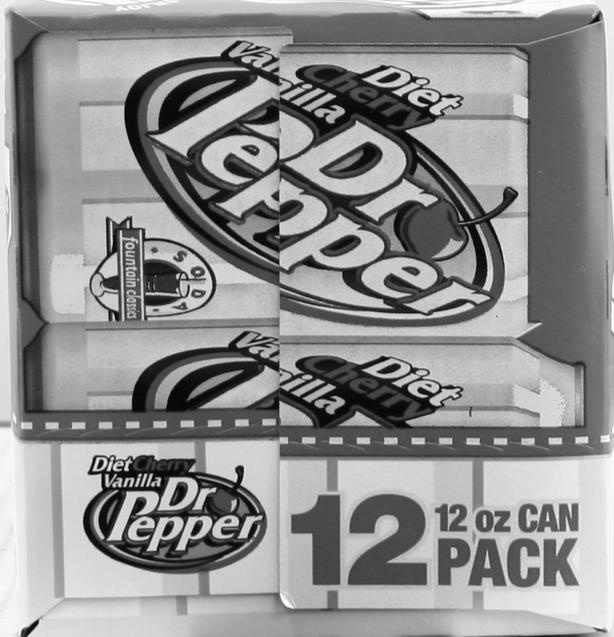 Diet
Cherry
Vanilla
Dr
Pepper
SODA
fountain classics
Diet
Cherry
Vanilla
Diet Cherry
Vanilla
Dr
Pepper
12
12 oz CAN
PACK